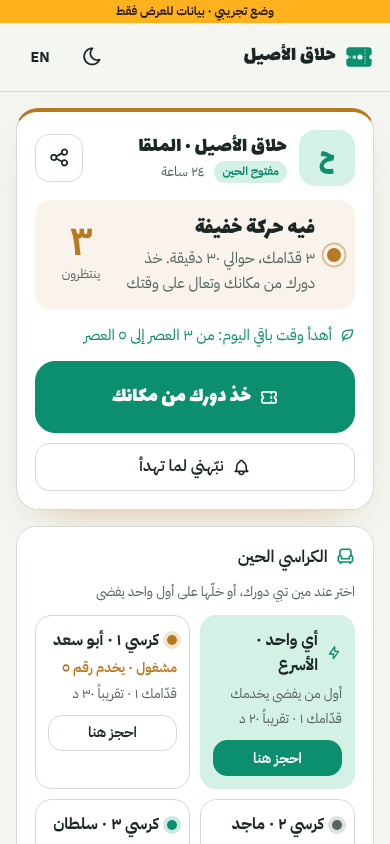 وضع تجريبي · بيانات للعرض فقط
حلاق الأصيل
EN
ح
حلاق الأصيل · الملقا
مفتوح الحين
٢٤ ساعة
فيه حركة خفيفة
٣ قدّامك، حوالي ٣٠ دقيقة. خذ
دورك من مكانك وتعال على وقتك
٣
ينتظرون
أهدأ وقت باقي اليوم: من ٣ العصر إلى ٥ العصر
خذ دورك من مكانك
نبّهني لما تهدأ
الكراسي الحين
اختر عند مين تبي دورك، أو خلّها على أول واحد يفضى
أي واحد ·
الأسرع
أول من يفضى يخدمك
قدّامك ١ · تقريباً ٢٠ د
احجز هنا
كرسي ١ · أبو سعد
مشغول · يخدم رقم ٥
قدّامك ١ · تقريباً ٣٠ د
احجز هنا
كرسي ٢ · ماجد
كرسي ٣ · سلطان